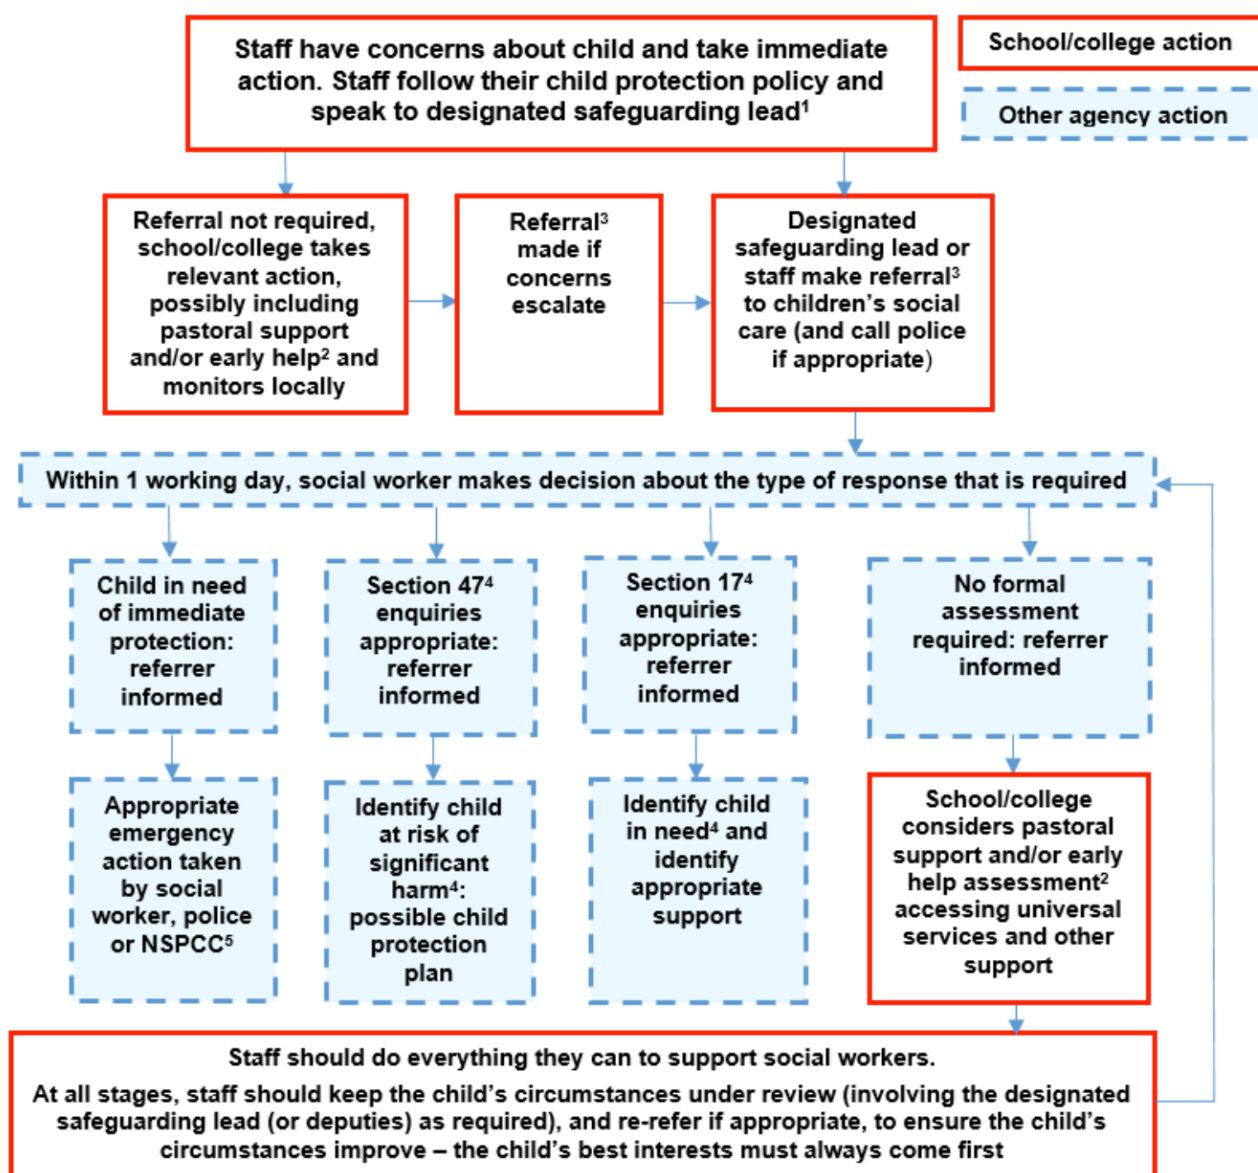 Staff have concerns about child and take immediate
action. Staff follow their child protection policy and
speak to designated safeguarding lead¹
School/college action
Other agency action
Referral not required,
school/college takes
relevant action,
possibly including
pastoral support
and/or early help² and
monitors locally
Referral³
made if
concerns
escalate
Designated
safeguarding lead or
staff make referral³
to children’s social
care (and call police
if appropriate)
Within 1 working day, social worker makes decision about the type of response that is required
Child in need
of immediate
protection:
referrer
informed
Section 47⁴
enquiries
appropriate:
referrer
informed
Section 17⁴
enquiries
appropriate:
referrer
informed
No formal
assessment
required: referrer
informed
Appropriate
emergency
action taken
by social
worker, police
or NSPCC⁵
Identify child
at risk of
significant
harm⁴:
possible child
protection
plan
Identify child
in need⁴ and
identify
appropriate
support
School/college
considers pastoral
support and/or early
help assessment²
accessing universal
services and other
support
Staff should do everything they can to support social workers.
At all stages, staff should keep the child’s circumstances under review (involving the designated
safeguarding lead (or deputies) as required), and re-refer if appropriate, to ensure the child’s
circumstances improve – the child’s best interests must always come first